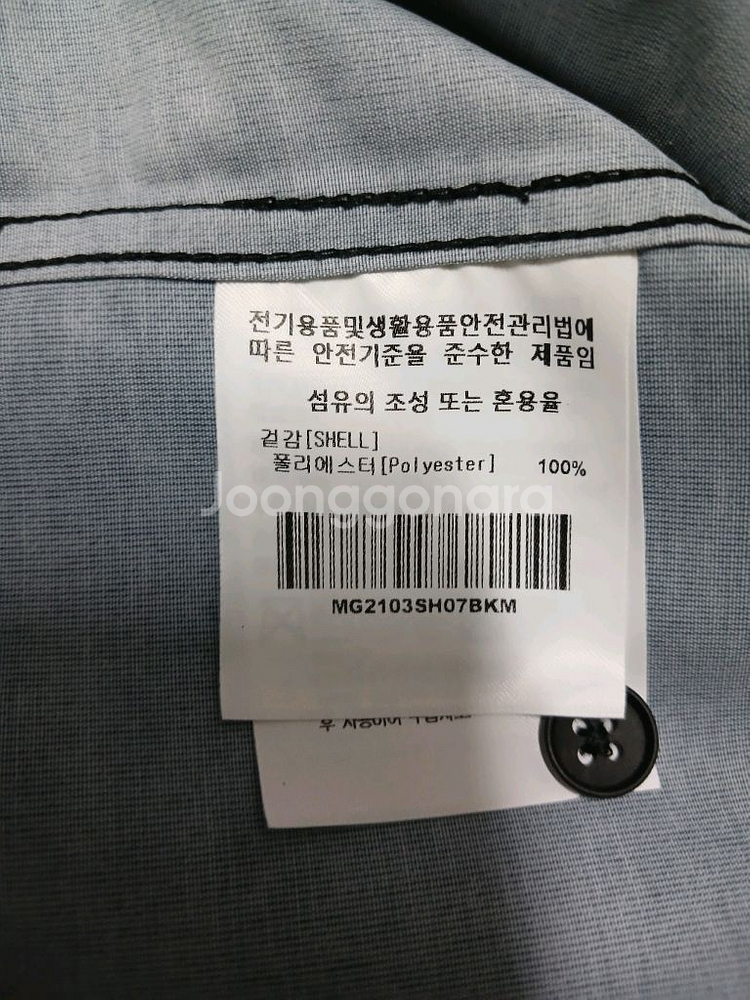 전기용품및생활용품안전관리법에
따른 안전기준을 준수한 제품임
섬유의 조성 또는 혼용율
겉감[SHELL]
폴리에스터[Polyester] 100%
Joonggonara
MG2103SH07BKM